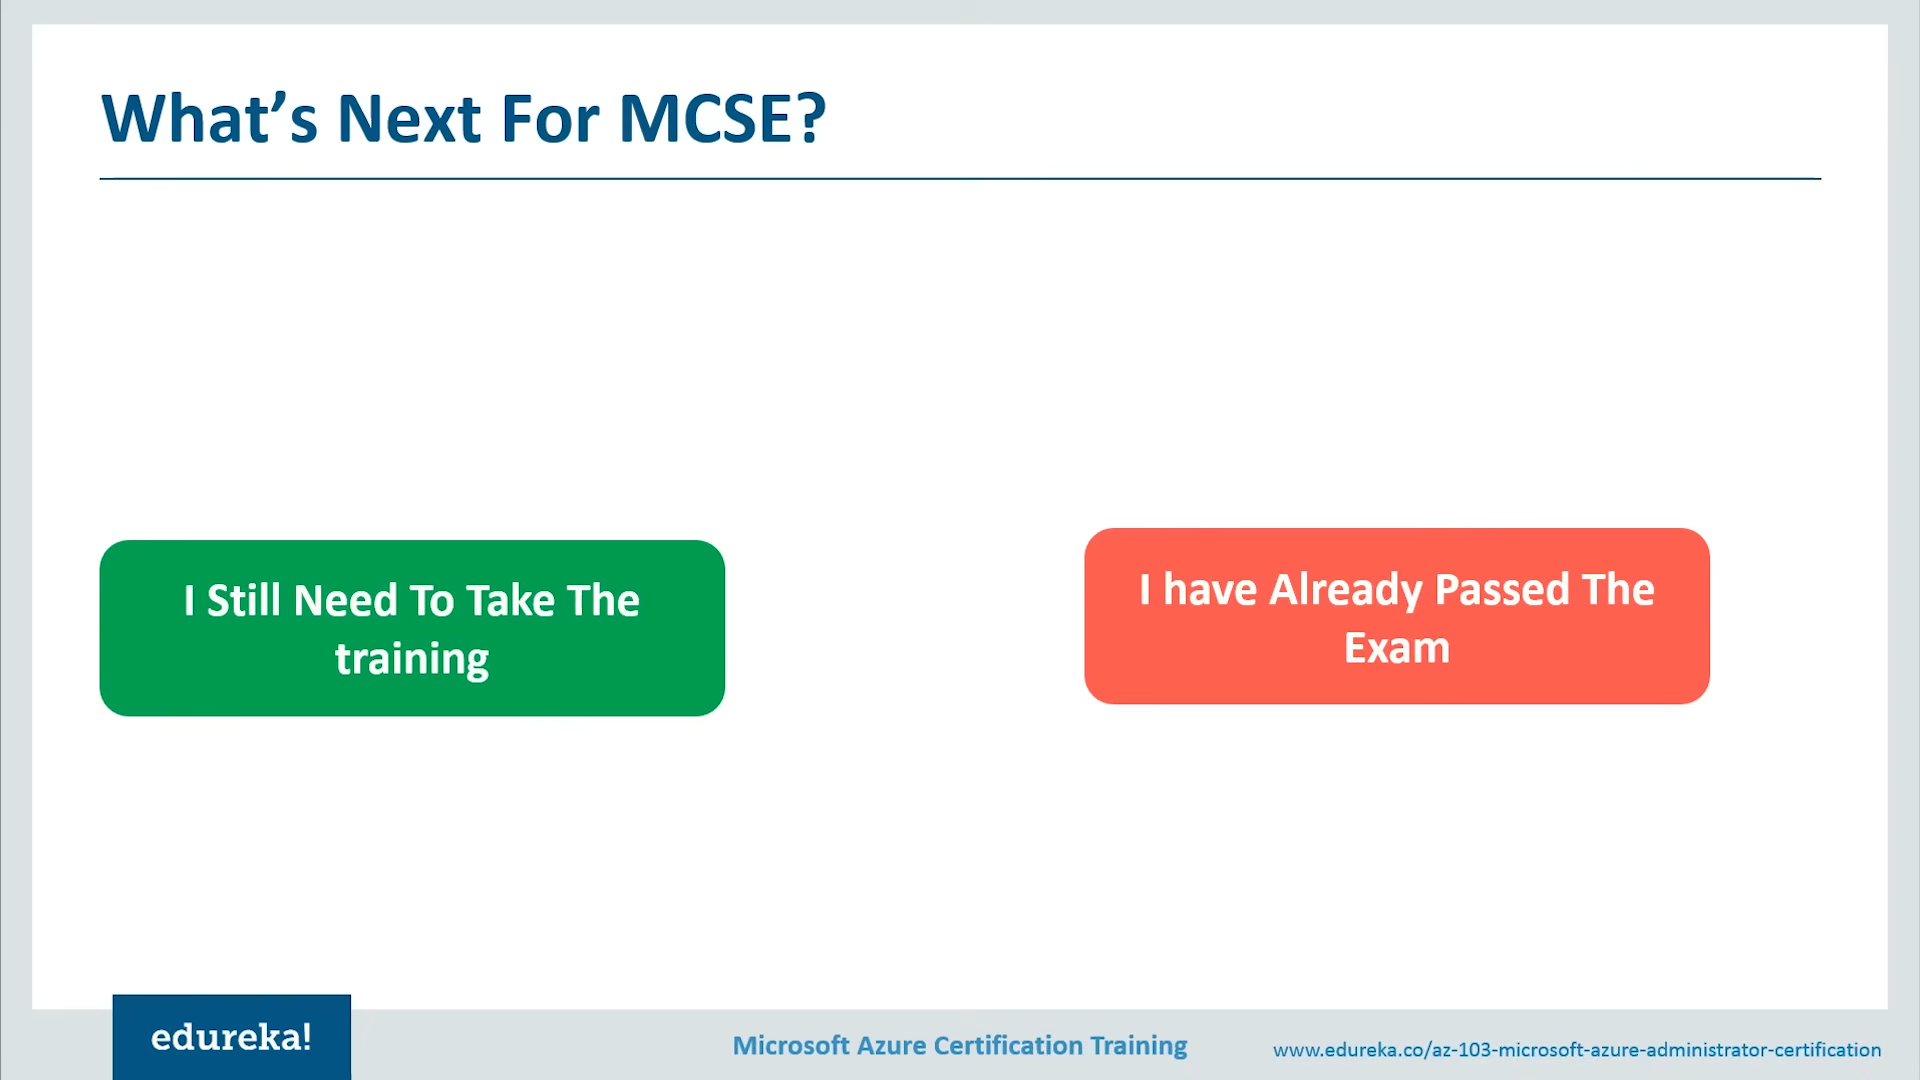 What's Next For MCSE?
I Still Need To Take The
training
I have Already Passed The
Exam
edureka!
Microsoft Azure Certification Training
www.edureka.co/az-103-microsoft-azure-administrator-certification